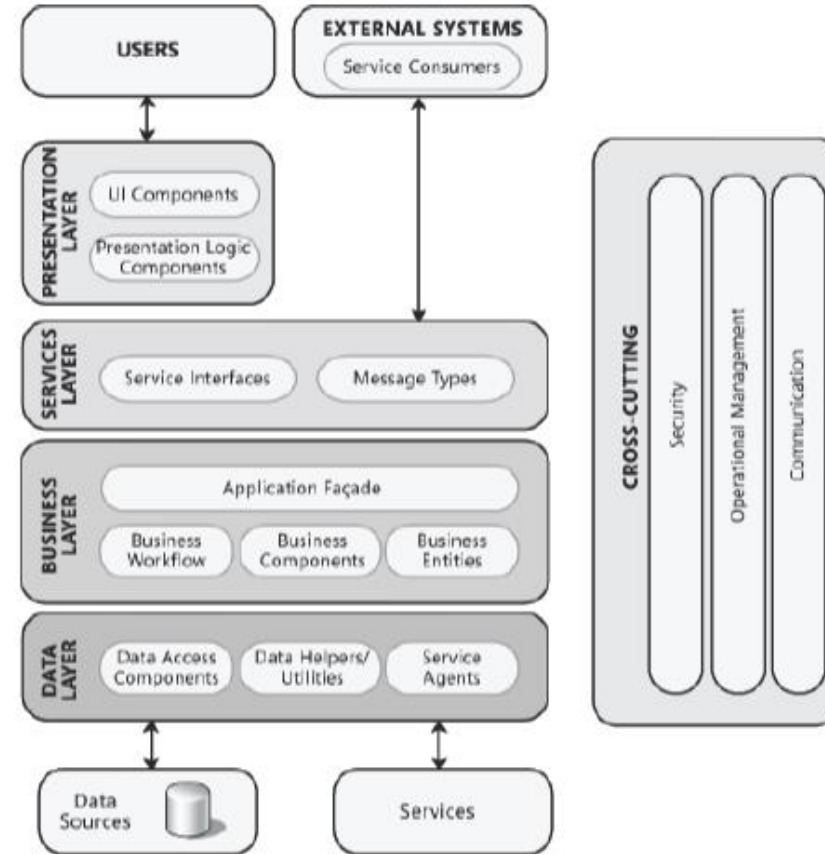 USERS
EXTERNAL SYSTEMS
Service Consumers
PRESENTATION
LAYER
UI Components
Presentation Logic
Components
SERVICES
LAYER
Service Interfaces
Message Types
BUSINESS
LAYER
Application Façade
Business
Workflow
Business
Components
Business
Entities
DATA
LAYER
Data Access
Components
Data Helpers/
Utilities
Service
Agents
Data
Sources
Services
CROSS-CUTTING
Security
Operational Management
Communication